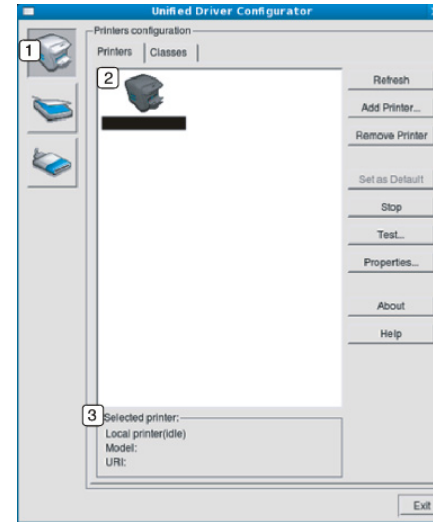 Unified Driver Configurator
1
Printers configuration
Printers
Classes
2
Refresh
Add Printer...
Remove Printer
Set as Default
Stop
Test...
Properties...
About
Help
3
Selected printer:
Local printer(idle)
Model:
URI:
Exit